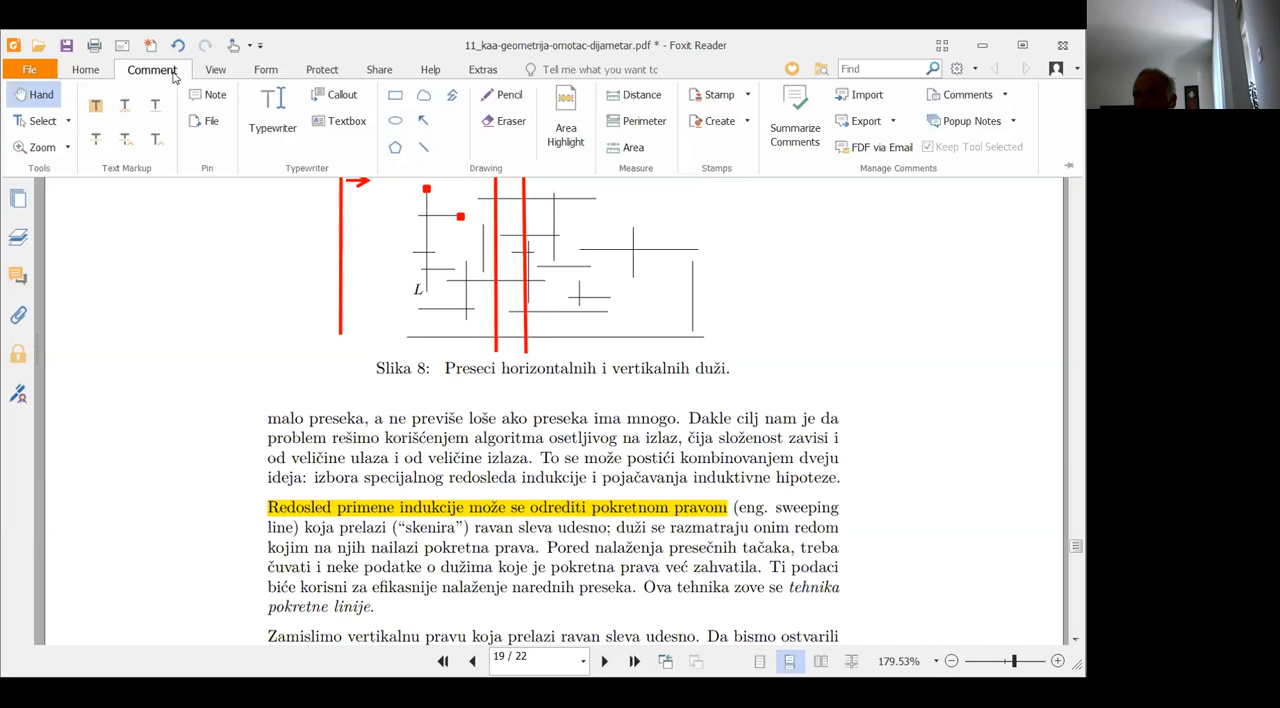 11_kaa-geometrija-omotac-dijametar.pdf * - Foxit Reader
File Home Comment View Form Protect Share Help Extras Tell me what you want to Find
Hand
Select
Zoom
Tools
Text Markup
Note
File
Pin
Typewriter
Callout
Textbox
Typewriter
Pencil
Eraser
Drawing
Area
Highlight
Distance
Perimeter
Area
Measure
Stamp
Create
Stamps
Summarize
Comments
Import
Export
FDF via Email
Comments
Popup Notes
Keep Tool Selected
Manage Comments
L
Slika 8: Preseci horizontalnih i vertikalnih duži.
malo preseka, a ne previše loše ako preseka ima mnogo. Dakle cilj nam je da
problem rešimo korišćenjem algoritma osetljivog na izlaz, čija složenost zavisi i
od veličine ulaza i od veličine izlaza. To se može postići kombinovanjem dveju
ideja: izbora specijalnog redosleda indukcije i pojačavanja induktivne hipoteze.
Redosled primene indukcije može se odrediti pokretnom pravom (eng. sweeping
line) koja prelazi (“skenira”) ravan sleva udesno; duži se razmatraju onim redom
kojim na njih nailazi pokretna prava. Pored nalaženja presečnih tačaka, treba
čuvati i neke podatke o dužima koje je pokretna prava već zahvatila. Ti podaci
biće korisni za efikasnije nalaženje narednih preseka. Ova tehnika zove se tehnika
pokretne linije.
Zamislimo vertikalnu pravu koja prelazi ravan sleva udesno. Da bismo ostvarili
19 / 22
179.53%